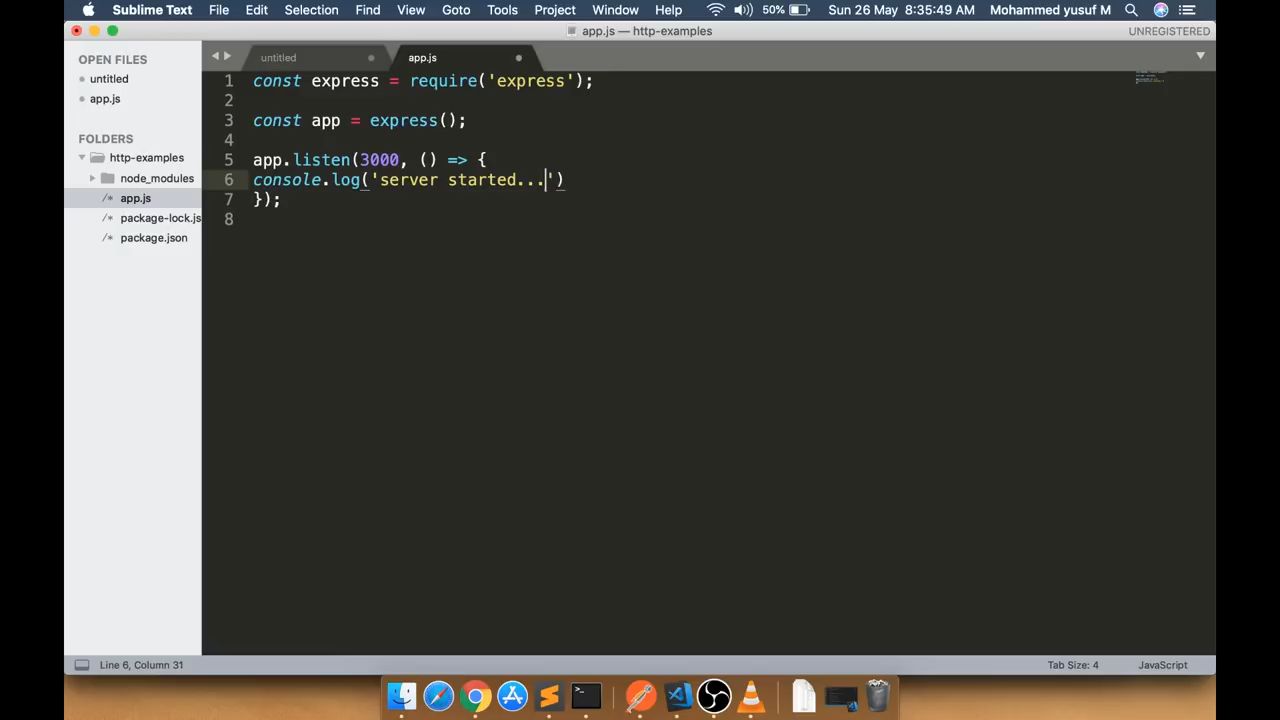 Sublime Text File Edit Selection Find View Goto Tools Project Window Help 50% Sun 26 May 8:35:49 AM Mohammed yusuf M
app.js — http-examples UNREGISTERED
OPEN FILES
untitled
app.js
FOLDERS
http-examples
node_modules
/* app.js
/* package-lock.js
/* package.json
untitled app.js
1 const express = require('express');
2
3 const app = express();
4
5 app.listen(3000, () => {
6 console.log('server started...')
7 });
8
Line 6, Column 31 Tab Size: 4 JavaScript